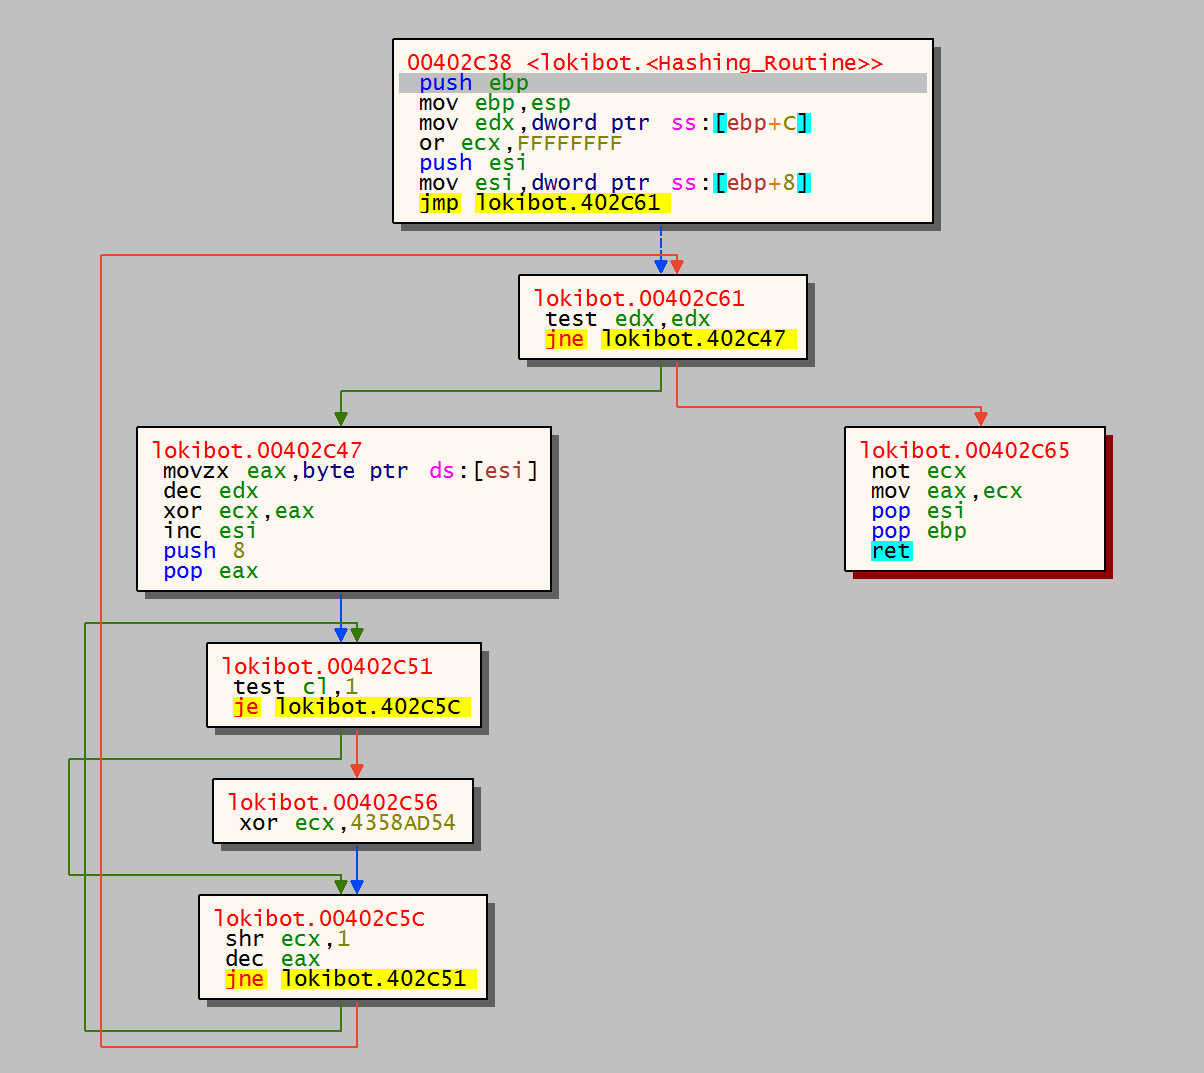 00402C38 <lokibot.<Hashing_Routine>>
push ebp
mov ebp,esp
mov edx,dword ptr ss:[ebp+C]
or ecx,FFFFFFFF
push esi
mov esi,dword ptr ss:[ebp+8]
jmp lokibot.402C61
lokibot.00402C61
test edx,edx
jne lokibot.402C47
lokibot.00402C47
movzx eax,byte ptr ds:[esi]
dec edx
xor ecx,eax
inc esi
push 8
pop eax
lokibot.00402C65
not ecx
mov eax,ecx
pop esi
pop ebp
ret
lokibot.00402C51
test cl,1
je lokibot.402C5C
lokibot.00402C56
xor ecx,4358AD54
lokibot.00402C5C
shr ecx,1
dec eax
jne lokibot.402C51